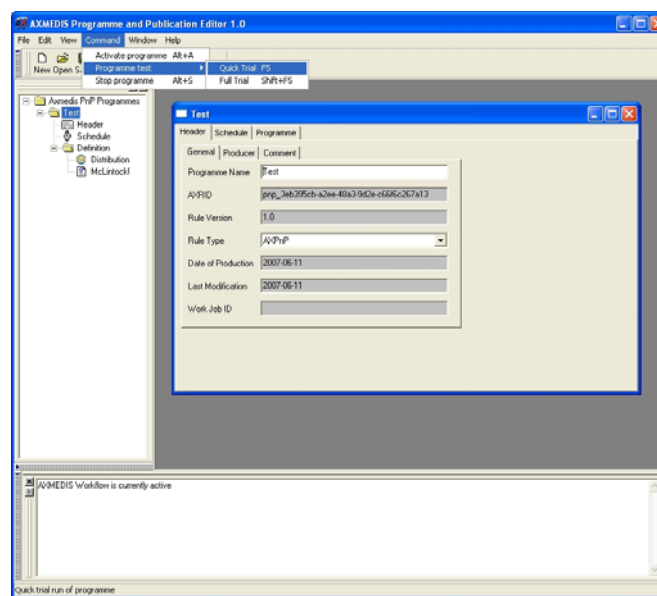 AXMEDIS Programme and Publication Editor 1.0
File Edit View Command Window Help
New Open S
Activate programme Alt+A
Programme test
Stop programme Alt+S
Quick Trial F5
Full Trial Shift+F5
Axmedis PnP Programmes
Test
Header
Schedule
Definition
Distribution
McLintock!
Test
Header Schedule Programme
General Producer Comment
Programme Name Test
AXRID
Rule Version 1.0
Rule Type AXPnP
Date of Production 2007-06-11
Last Modification 2007-06-11
Work Job ID
AXMEDIS Workflow is currently active
Quick trial run of programme